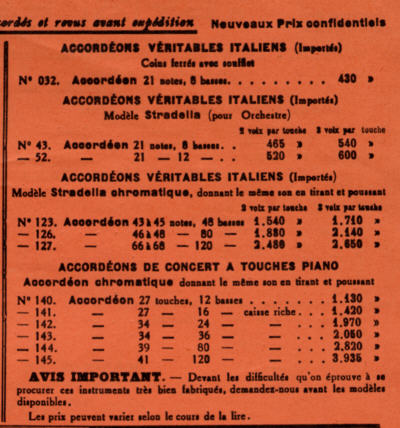 cordés et revus avant expédition Nouveaux Prix confidentiels
ACCORDÉONS VÉRITABLES ITALIENS (Importés)
Coins ferrés avec soufflet
N° 032. Accordéon 21 notes, 8 basses. . . . . . . . . 430 »
ACCORDÉONS VÉRITABLES ITALIENS (Importés)
Modèle Stradella (pour Orchestre)
2 voix par touche 3 voix par touche
N° 43. Accordéon 21 notes, 8 basses. . 465 » 540 »
— 52. — 21 — 12 — . . 520 » 600 »
ACCORDÉONS VÉRITABLES ITALIENS (Importés)
Modèle Stradella chromatique, donnant le même son en tirant et poussant
2 voix par touche 3 voix par touche
N° 123. Accordéon 43 à 45 notes, 48 basses 1.540 » 1.710 »
— 126. — 46 à 48 — 80 — 1.880 » 2.140 »
— 127. — 66 à 68 — 120 — 2.480 » 2.650 »
ACCORDÉONS DE CONCERT A TOUCHES PIANO
Accordéon chromatique donnant le même son en tirant et poussant
N° 140. Accordéon 27 touches, 12 basses . . . . . . . 1.130 »
— 141. — 27 — 16 — caisse riche . . . 1.420 »
— 142. — 34 — 24 — — . . . 1.970 »
— 143. — 34 — 36 — — . . . 2.050 »
— 144. — 39 — 80 — — . . . 2.820 »
— 145. — 41 — 120 — — . . . 3.935 »
AVIS IMPORTANT. — Devant les difficultés qu'on éprouve à se
procurer ces instruments très bien fabriqués, demandez-nous avant les modèles
disponibles.
Les prix peuvent varier selon le cours de la lire.